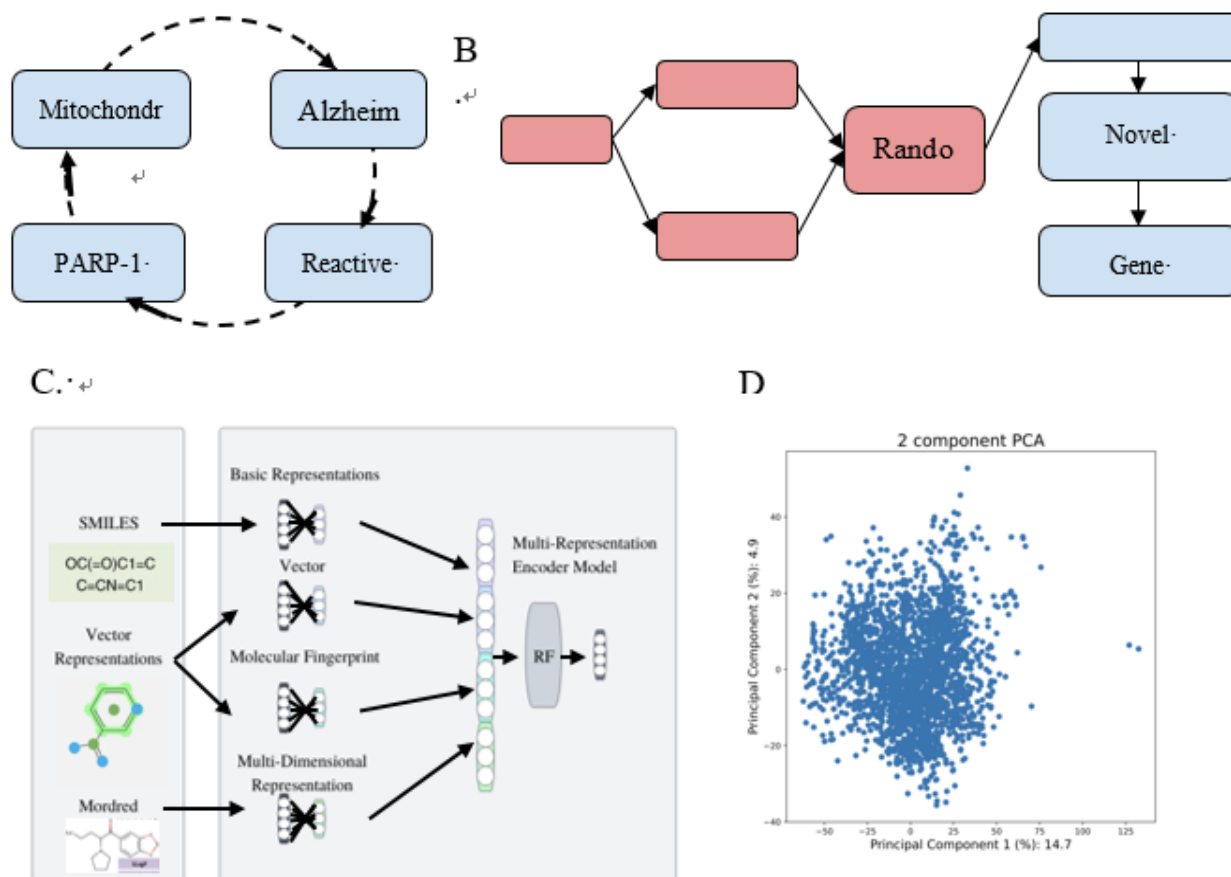 Mitochondr
Alzheim
PARP-1·
Reactive·
B
.
Rando
Novel·
Gene·
C.·
SMILES
OC(=O)C1=C
C=CN=C1
Vector
Representations
Mordred
Basic Representations
Vector
Molecular Fingerprint
Multi-Dimensional
Representation
Multi-Representation
Encoder Model
RF
D
2 component PCA
Principal Component 2 (%): 4.9
40
20
0
−20
−40
−50
−25
0
25
50
75
100
125
Principal Component 1 (%): 14.7